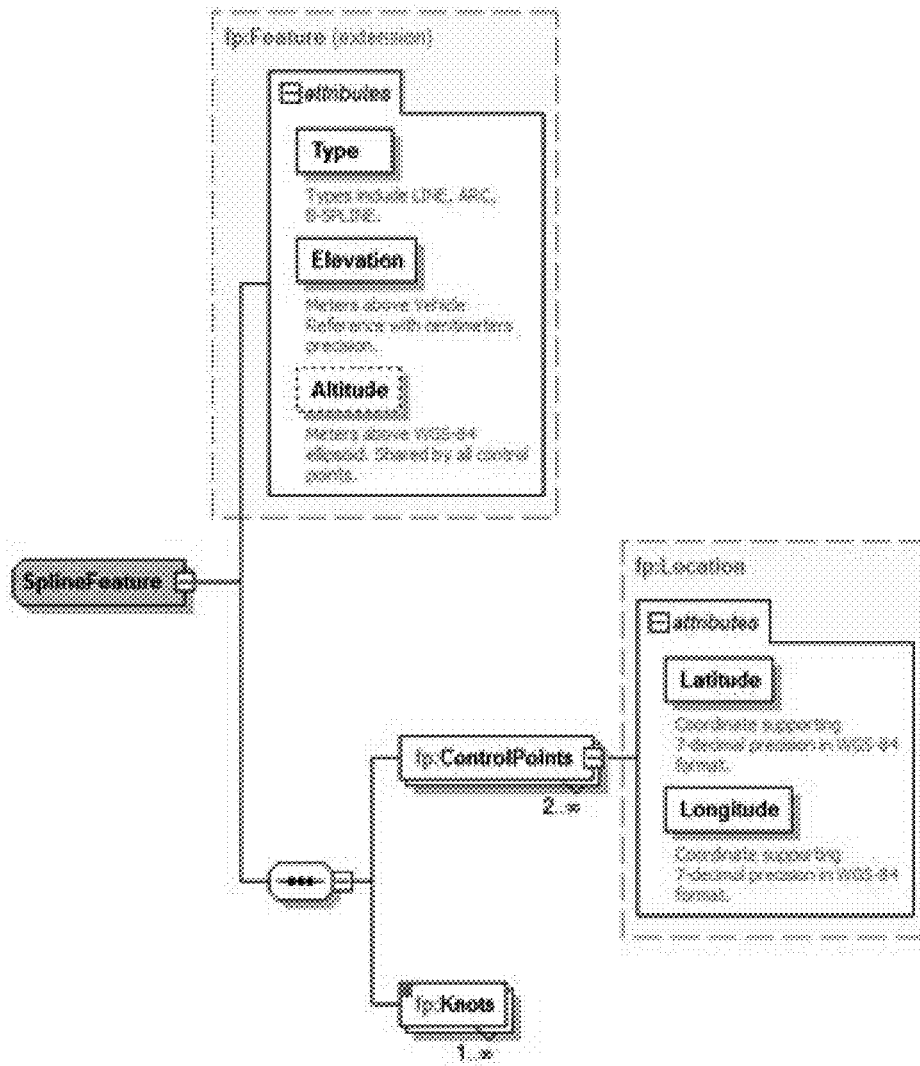 fp:Feature (extension)
attributes
Type
Types include LINE, ARC,
B-SPLINE.
Elevation
Meters above Vehicle
Reference with centimeters
precision.
Altitude
Meters above WGS-84
ellipsoid. Shared by all control
points.
SplineFeature
fp:Location
attributes
Latitude
Coordinate supporting
7-decimal precision in WGS-84
format.
fp:ControlPoints
2..∞
Longitude
Coordinate supporting
7-decimal precision in WGS-84
format.
fp:Knots
1..∞